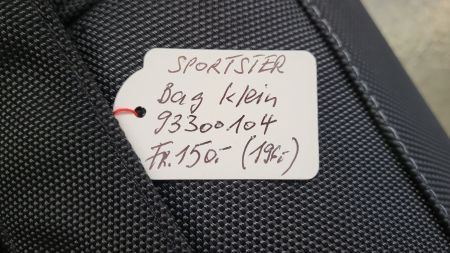 SPORTSTER
Bag klein
93300104
Fr. 150.- (196.-)